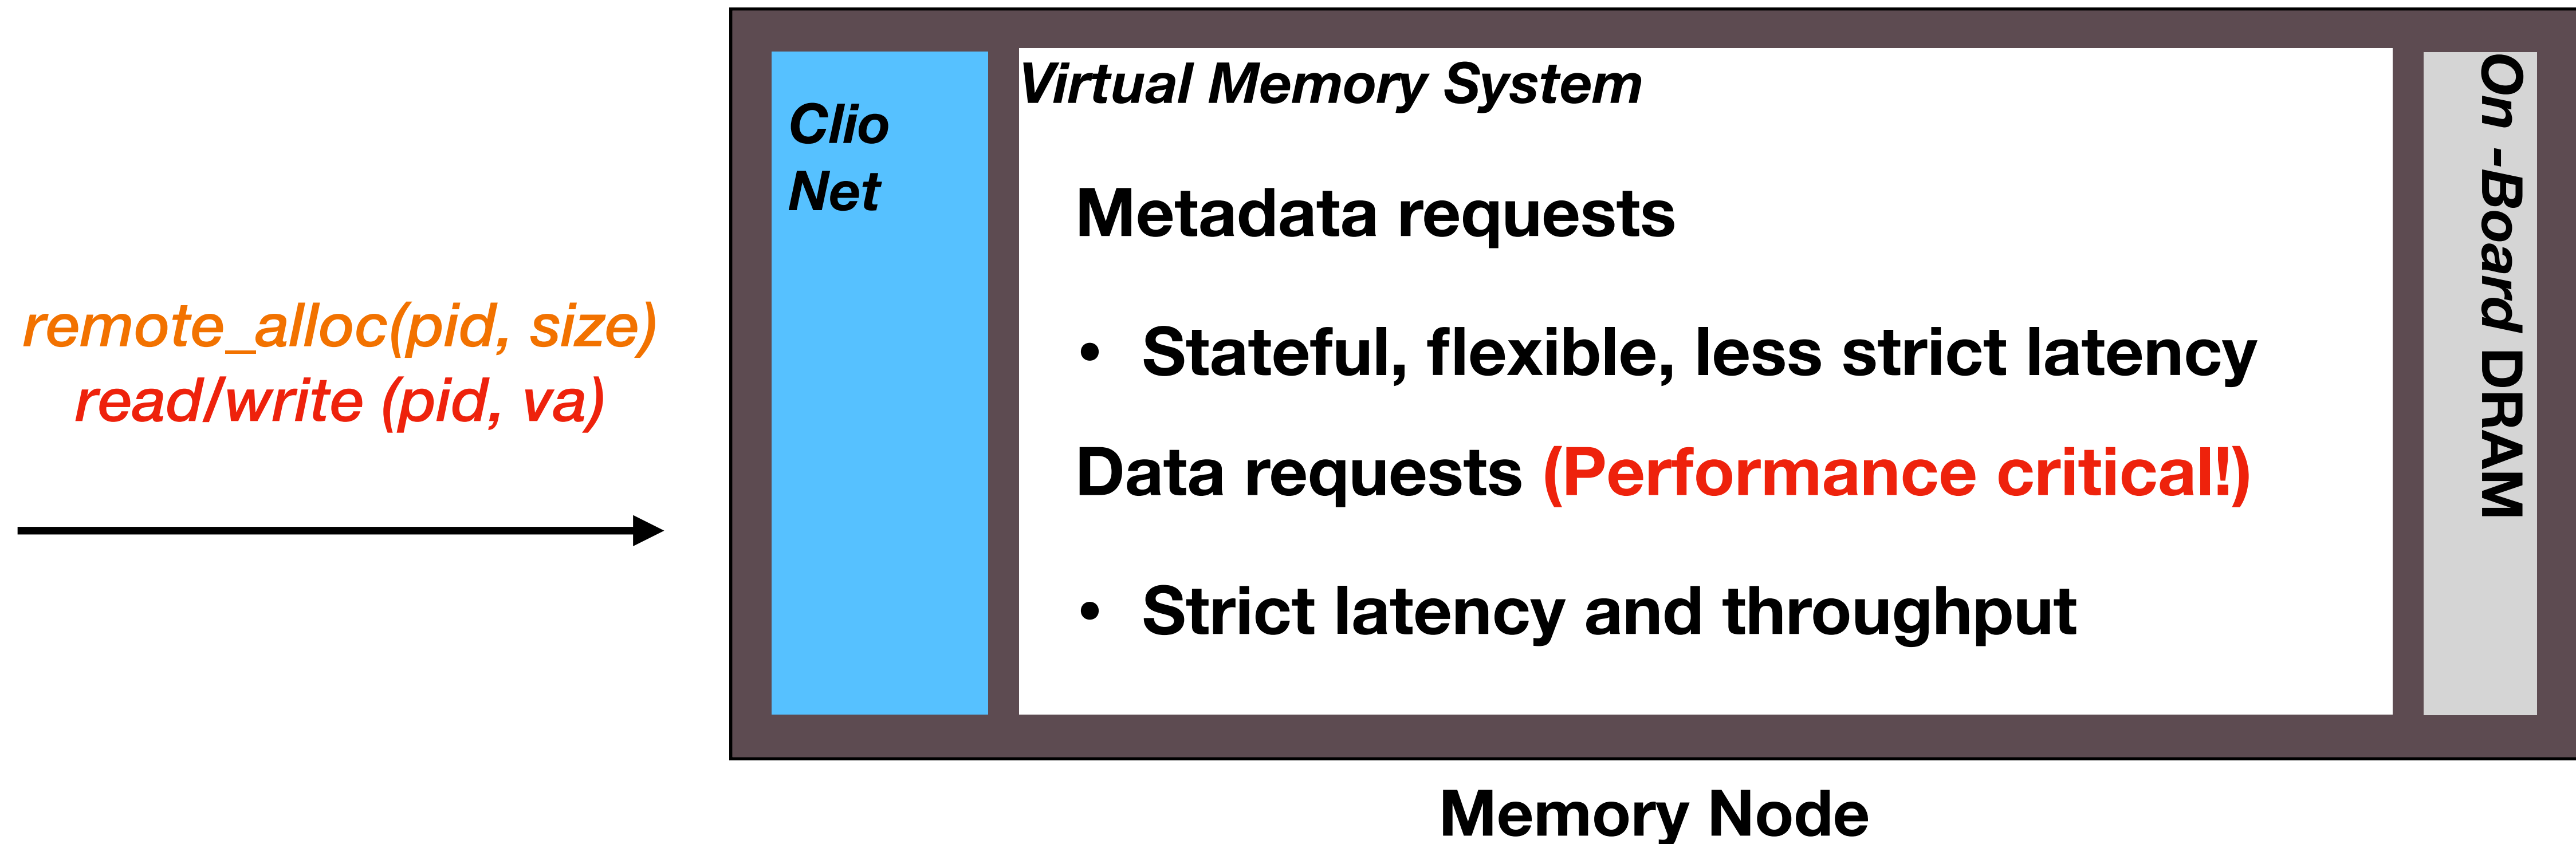 remote_alloc(pid, size)
read/write (pid, va)
Clio
Net
Virtual Memory System
Metadata requests
• Stateful, flexible, less strict latency
Data requests (Performance critical!)
• Strict latency and throughput
On -Board DRAM
Memory Node